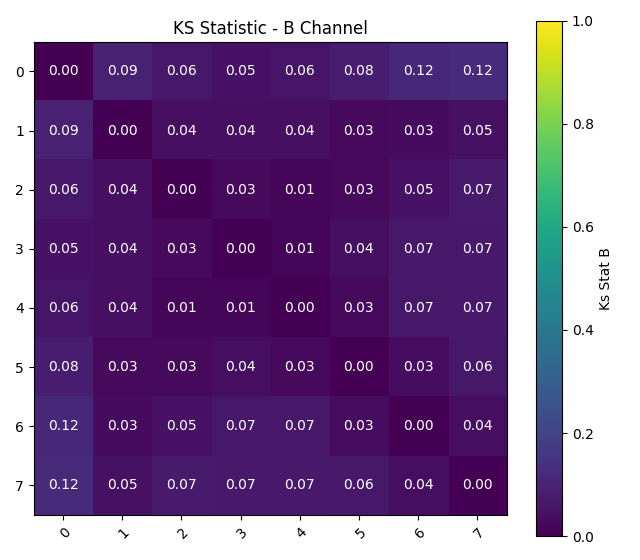 KS Statistic - B Channel
0 0.00 0.09 0.06 0.05 0.06 0.08 0.12 0.12
1 0.09 0.00 0.04 0.04 0.04 0.03 0.03 0.05
2 0.06 0.04 0.00 0.03 0.01 0.03 0.05 0.07
3 0.05 0.04 0.03 0.00 0.01 0.04 0.07 0.07
4 0.06 0.04 0.01 0.01 0.00 0.03 0.07 0.07
5 0.08 0.03 0.03 0.04 0.03 0.00 0.03 0.06
6 0.12 0.03 0.05 0.07 0.07 0.03 0.00 0.04
7 0.12 0.05 0.07 0.07 0.07 0.06 0.04 0.00
0 1 2 3 4 5 6 7
1.0
0.8
0.6
0.4
0.2
0.0
Ks Stat B